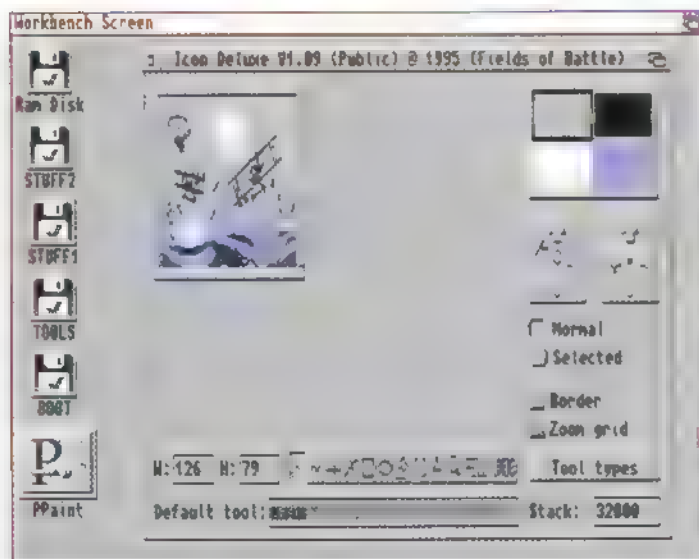 Workbench Screen
Icon Deluxe V1.09 (Public) © 1995 (Fields of Battle)
Ram Disk
STUFF2
STUFF1
TOOLS
BOOT
PPaint
Normal
Selected
Border
Zoom grid
W: 126 H: 79
Tool types
Default tool:
Stack: 32000